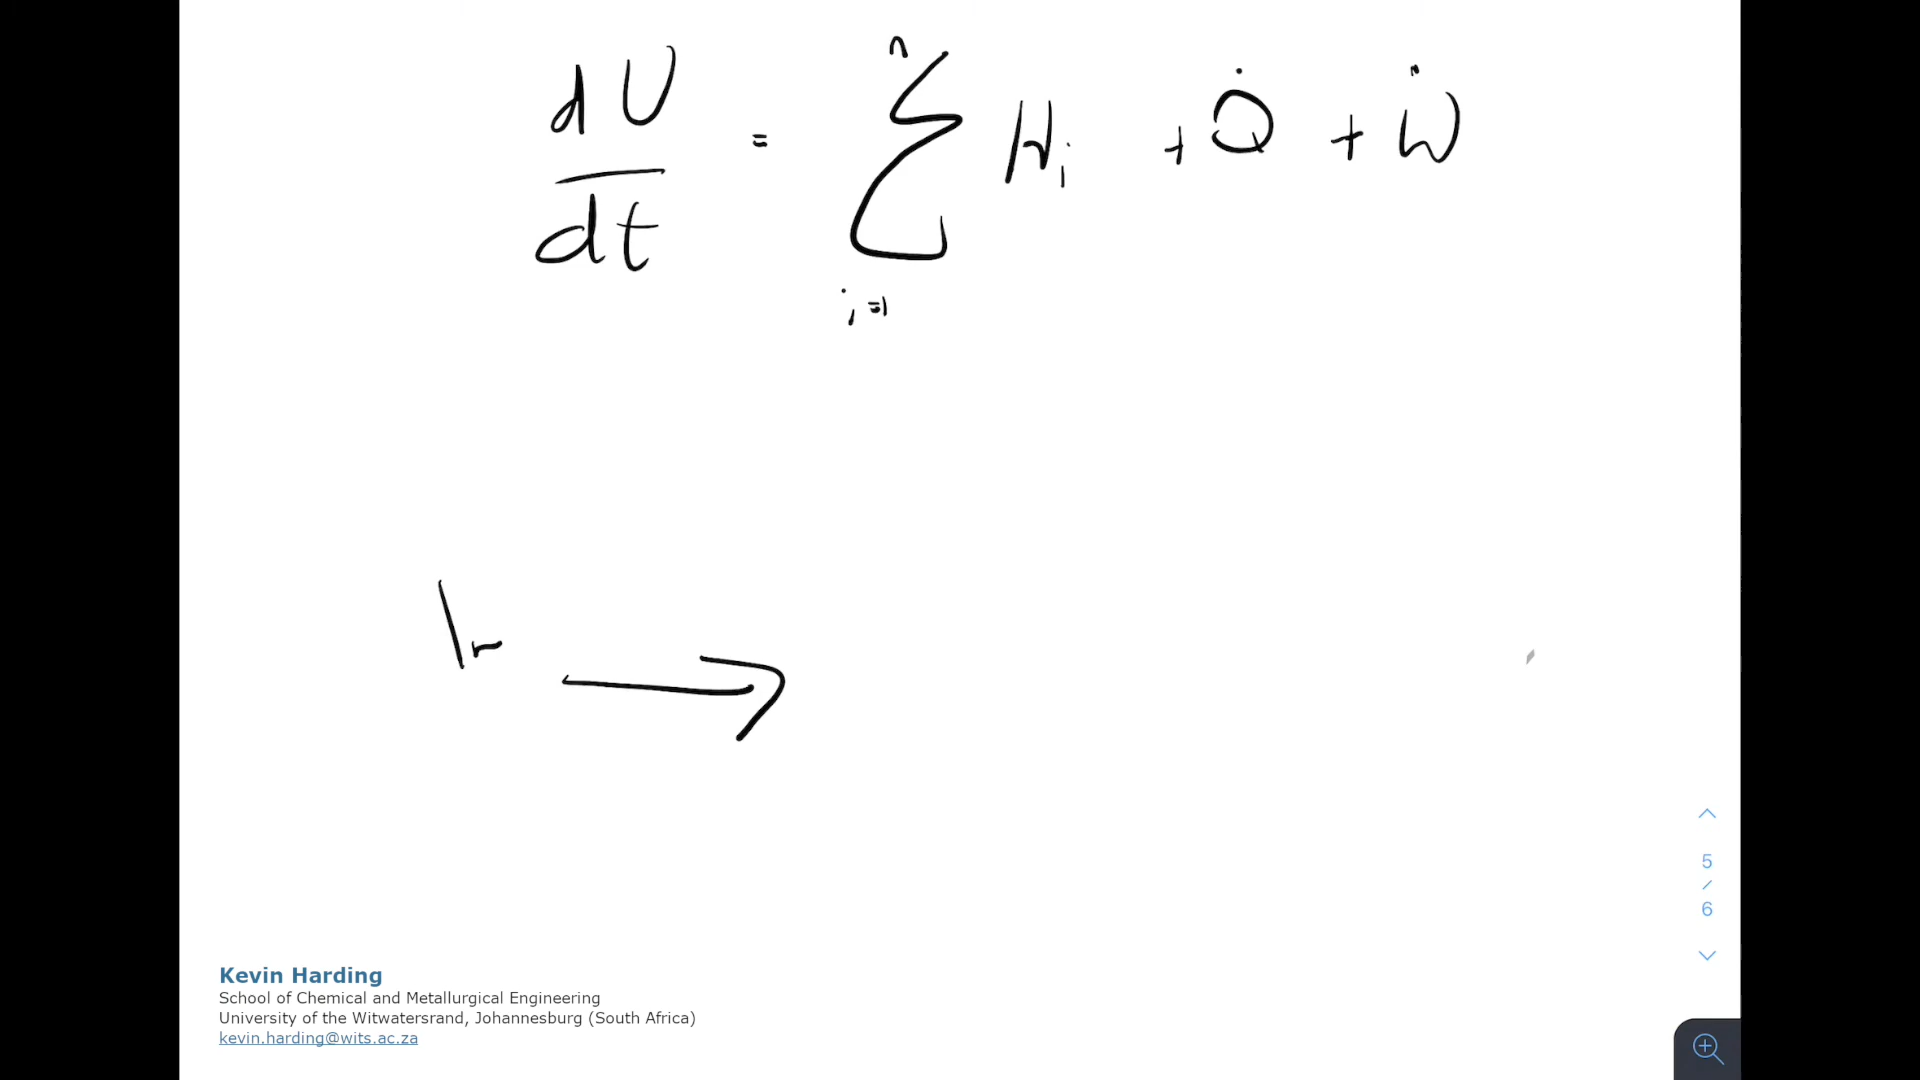 dU/dt = Σ_{i=1}^{n} H_i + Q̇ + Ẇ
In →
5
/
6
Kevin Harding
School of Chemical and Metallurgical Engineering
University of the Witwatersrand, Johannesburg (South Africa)
kevin.harding@wits.ac.za